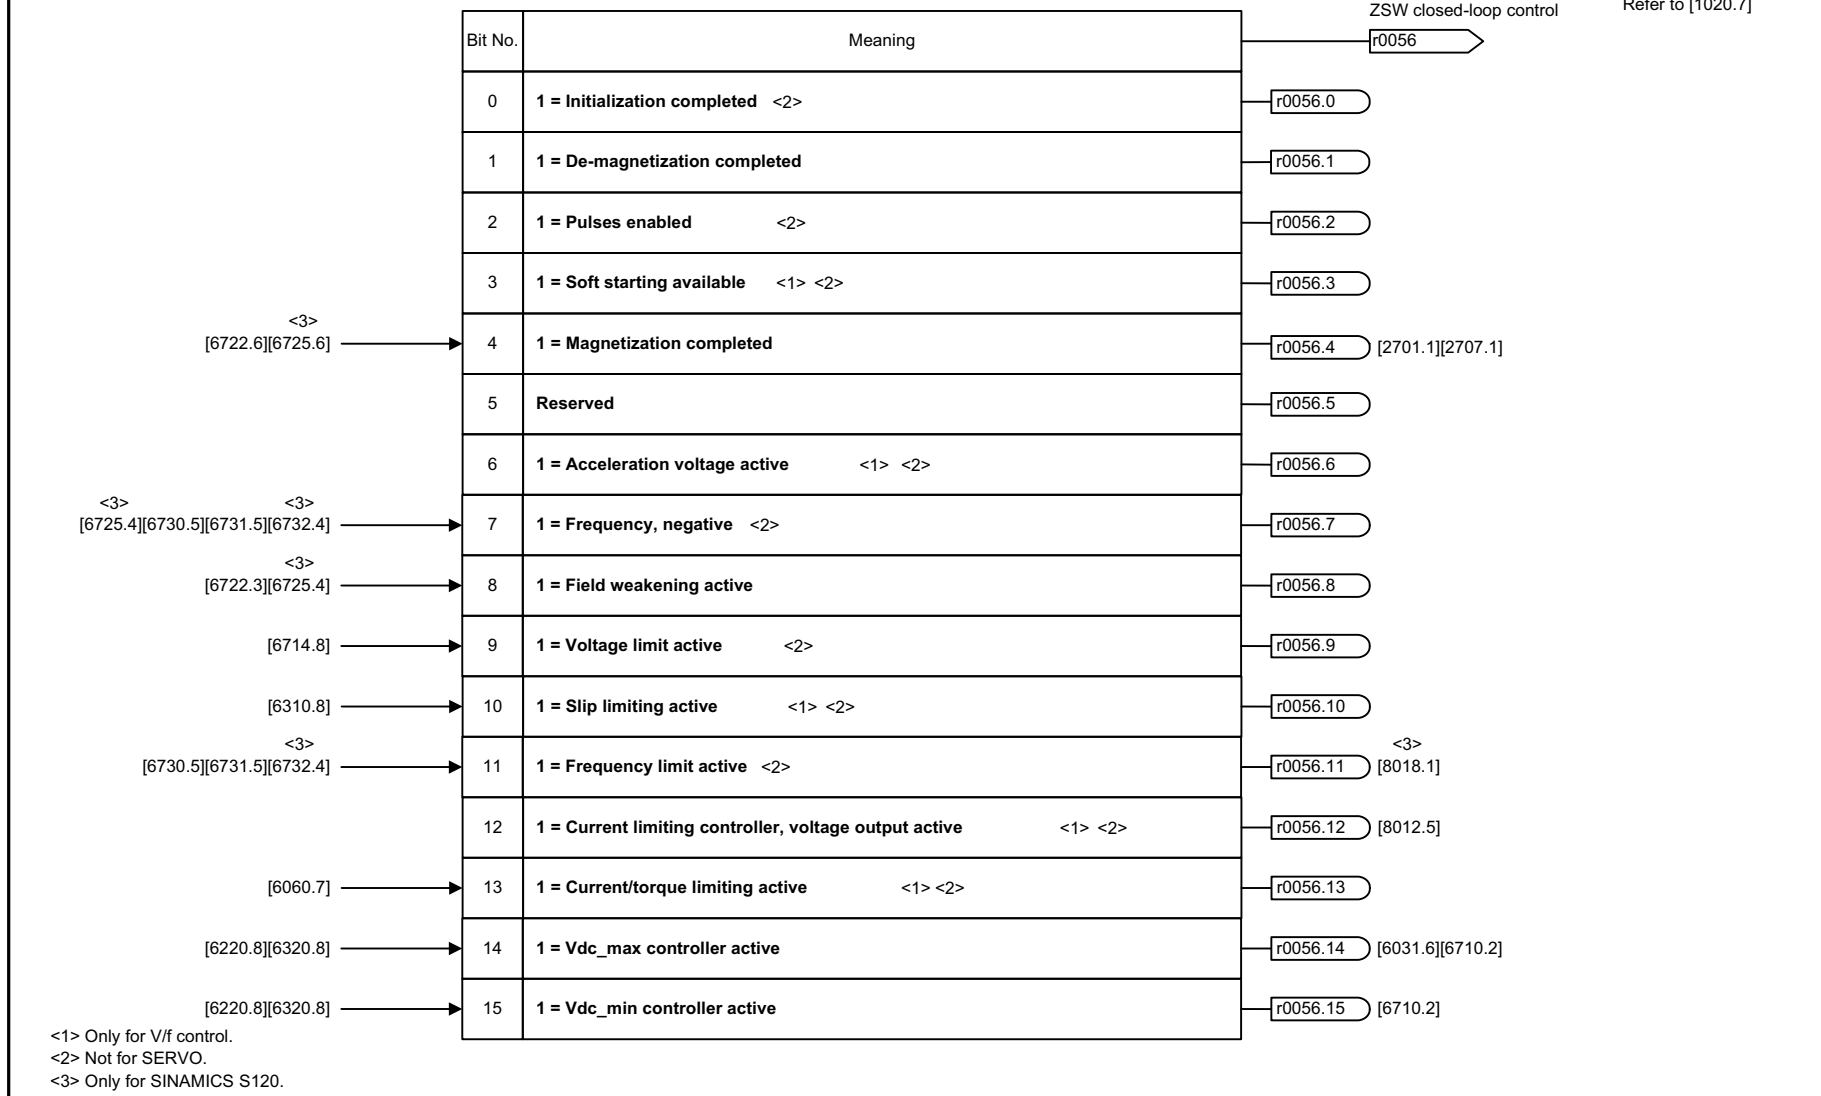 ZSW closed-loop control Refer to [1020.7]
Bit No. Meaning r0056
0 1 = Initialization completed <2> r0056.0
1 1 = De-magnetization completed r0056.1
2 1 = Pulses enabled <2> r0056.2
3 1 = Soft starting available <1> <2> r0056.3
<3>
[6722.6][6725.6] 4 1 = Magnetization completed r0056.4 [2701.1][2707.1]
5 Reserved r0056.5
6 1 = Acceleration voltage active <1> <2> r0056.6
<3> <3>
[6725.4][6730.5][6731.5][6732.4] 7 1 = Frequency, negative <2> r0056.7
<3>
[6722.3][6725.4] 8 1 = Field weakening active r0056.8
[6714.8] 9 1 = Voltage limit active <2> r0056.9
[6310.8] 10 1 = Slip limiting active <1> <2> r0056.10
<3> <3>
[6730.5][6731.5][6732.4] 11 1 = Frequency limit active <2> r0056.11 [8018.1]
12 1 = Current limiting controller, voltage output active <1> <2> r0056.12 [8012.5]
[6060.7] 13 1 = Current/torque limiting active <1> <2> r0056.13
[6220.8][6320.8] 14 1 = Vdc_max controller active r0056.14 [6031.6][6710.2]
[6220.8][6320.8] 15 1 = Vdc_min controller active r0056.15 [6710.2]
<1> Only for V/f control.
<2> Not for SERVO.
<3> Only for SINAMICS S120.